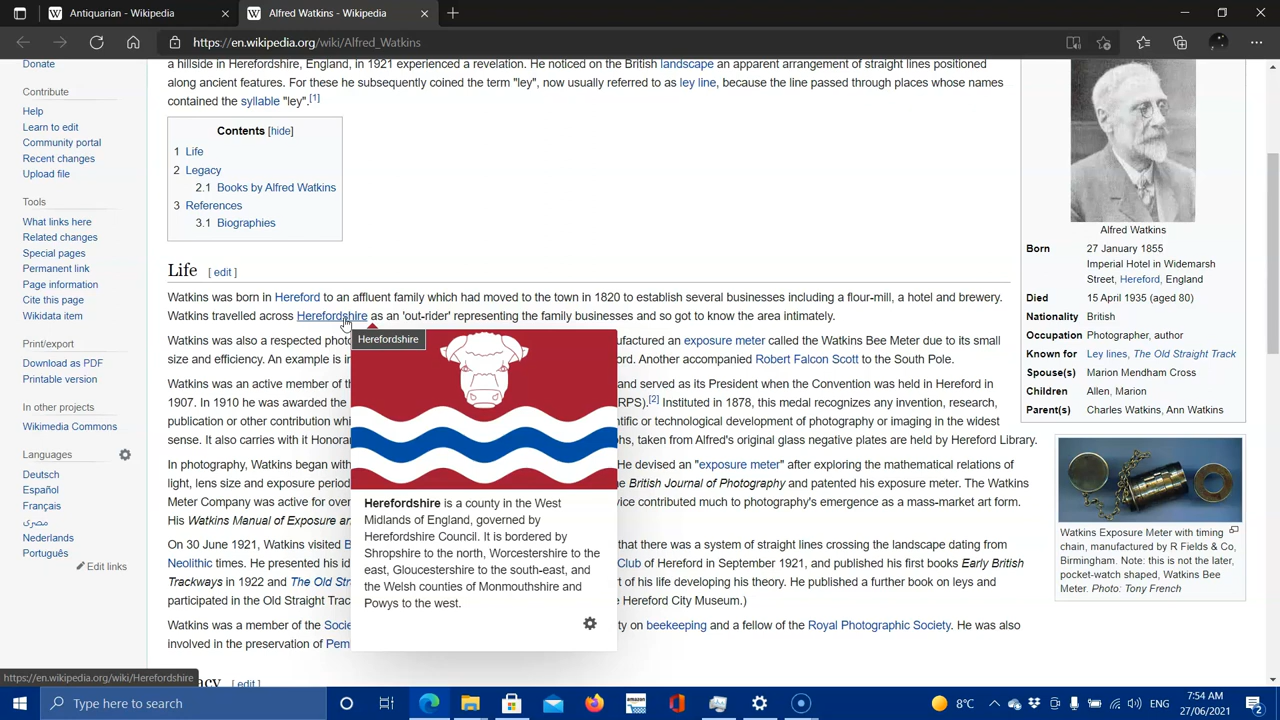 Antiquarian - Wikipedia
Alfred Watkins - Wikipedia
https://en.wikipedia.org/wiki/Alfred_Watkins
Donate
Contribute
Help
Learn to edit
Community portal
Recent changes
Upload file
Tools
What links here
Related changes
Special pages
Permanent link
Page information
Cite this page
Wikidata item
Print/export
Download as PDF
Printable version
In other projects
Wikimedia Commons
Languages
Deutsch
Español
Français
مصرى
Nederlands
Português
Edit links
a hillside in Herefordshire, England, in 1921 experienced a revelation. He noticed on the British landscape an apparent arrangement of straight lines positioned
along ancient features. For these he subsequently coined the term "ley", now usually referred to as ley line, because the line passed through places whose names
contained the syllable "ley".[1]
Contents [hide]
1 Life
2 Legacy
2.1 Books by Alfred Watkins
3 References
3.1 Biographies
Life [ edit ]
Watkins was born in Hereford to an affluent family which had moved to the town in 1820 to establish several businesses including a flour-mill, a hotel and brewery.
Watkins travelled across Herefordshire as an 'out-rider' representing the family businesses and so got to know the area intimately.
Watkins was also a respected phot
nufactured an exposure meter called the Watkins Bee Meter due to its small
size and efficiency. An example is in
ord. Another accompanied Robert Falcon Scott to the South Pole.
Watkins was an active member of th
and served as its President when the Convention was held in Hereford in
1907. In 1910 he was awarded the
(RPS).[2] Instituted in 1878, this medal recognizes any invention, research,
publication or other contribution wh
ntific or technological development of photography or imaging in the widest
sense. It also carries with it Honora
hs, taken from Alfred's original glass negative plates are held by Hereford Library.
In photography, Watkins began with
He devised an "exposure meter" after exploring the mathematical relations of
light, lens size and exposure period
British Journal of Photography and patented his exposure meter. The Watkins
Meter Company was active for over
vice contributed much to photography's emergence as a mass-market art form.
His Watkins Manual of Exposure an
On 30 June 1921, Watkins visited B
that there was a system of straight lines crossing the landscape dating from
Neolithic times. He presented his id
Club of Hereford in September 1921, and published his first books Early British
Trackways in 1922 and The Old Str
t of his life developing his theory. He published a further book on leys and
participated in the Old Straight Trac
he Hereford City Museum.)
Watkins was a member of the Socie
ty on beekeeping and a fellow of the Royal Photographic Society. He was also
involved in the preservation of Pem
acy [ edit ]
Herefordshire
Herefordshire is a county in the West
Midlands of England, governed by
Herefordshire Council. It is bordered by
Shropshire to the north, Worcestershire to the
east, Gloucestershire to the south-east, and
the Welsh counties of Monmouthshire and
Powys to the west.
Alfred Watkins
Born 27 January 1855
Imperial Hotel in Widemarsh
Street, Hereford, England
Died 15 April 1935 (aged 80)
Nationality British
Occupation Photographer, author
Known for Ley lines, The Old Straight Track
Spouse(s) Marion Mendham Cross
Children Allen, Marion
Parent(s) Charles Watkins, Ann Watkins
Watkins Exposure Meter with timing
chain, manufactured by R Fields & Co,
Birmingham. Note: this is not the later,
pocket-watch shaped, Watkins Bee
Meter. Photo: Tony French
https://en.wikipedia.org/wiki/Herefordshire
Type here to search
amazon
8°C
7:54 AM
27/06/2021
2